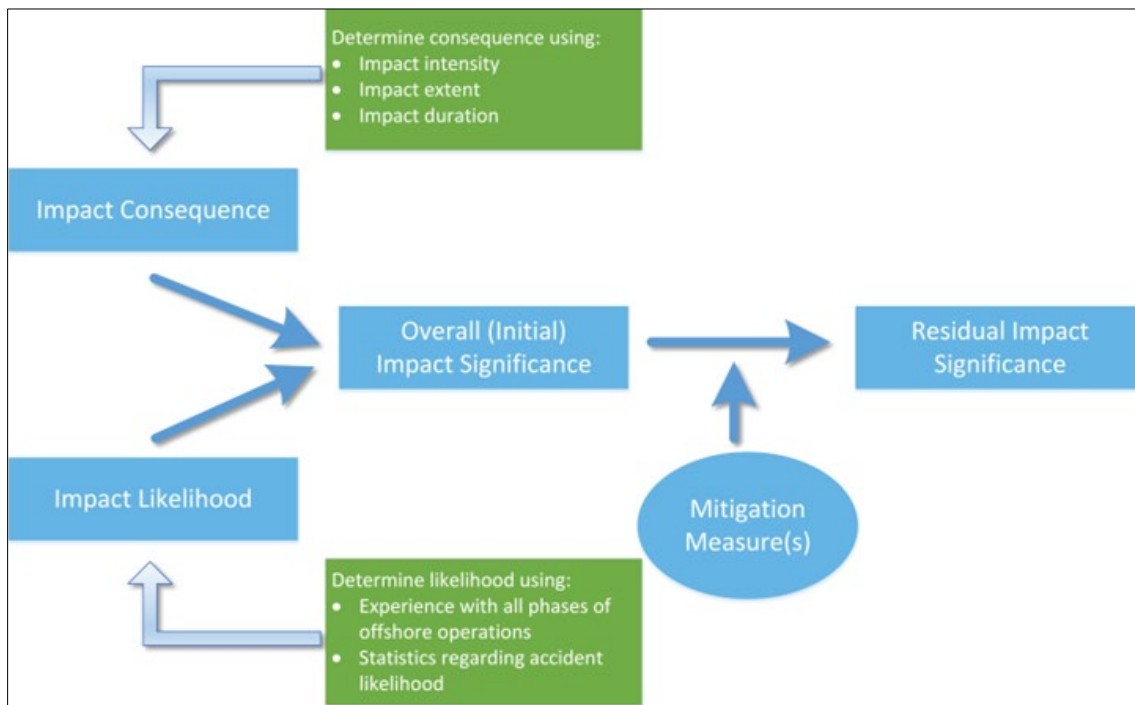 Determine consequence using:
• Impact intensity
• Impact extent
• Impact duration
Impact Consequence
Overall (Initial)
Impact Significance
Residual Impact
Significance
Impact Likelihood
Mitigation
Measure(s)
Determine likelihood using:
• Experience with all phases of
offshore operations
• Statistics regarding accident
likelihood